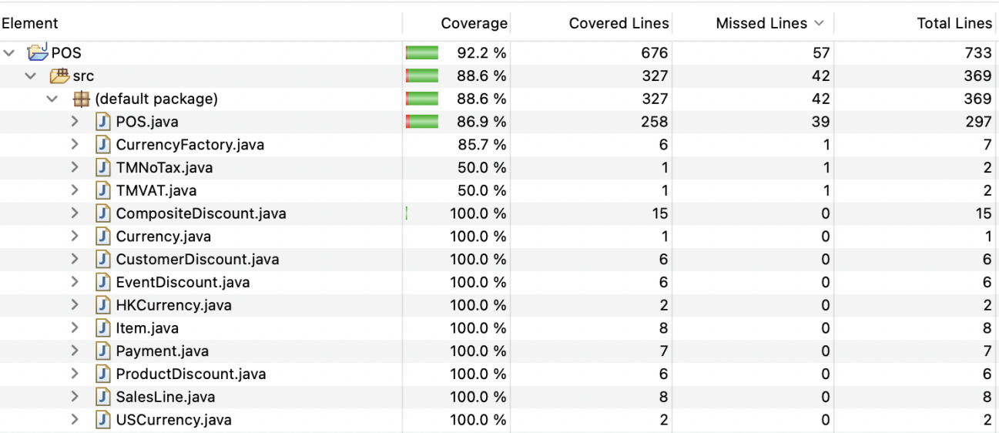 Element Coverage Covered Lines Missed Lines Total Lines
POS 92.2 % 676 57 733
src 88.6 % 327 42 369
(default package) 88.6 % 327 42 369
POS.java 86.9 % 258 39 297
CurrencyFactory.java 85.7 % 6 1 7
TMNoTax.java 50.0 % 1 1 2
TMVAT.java 50.0 % 1 1 2
CompositeDiscount.java 100.0 % 15 0 15
Currency.java 100.0 % 1 0 1
CustomerDiscount.java 100.0 % 6 0 6
EventDiscount.java 100.0 % 6 0 6
HKCurrency.java 100.0 % 2 0 2
Item.java 100.0 % 8 0 8
Payment.java 100.0 % 7 0 7
ProductDiscount.java 100.0 % 6 0 6
SalesLine.java 100.0 % 8 0 8
USCurrency.java 100.0 % 2 0 2